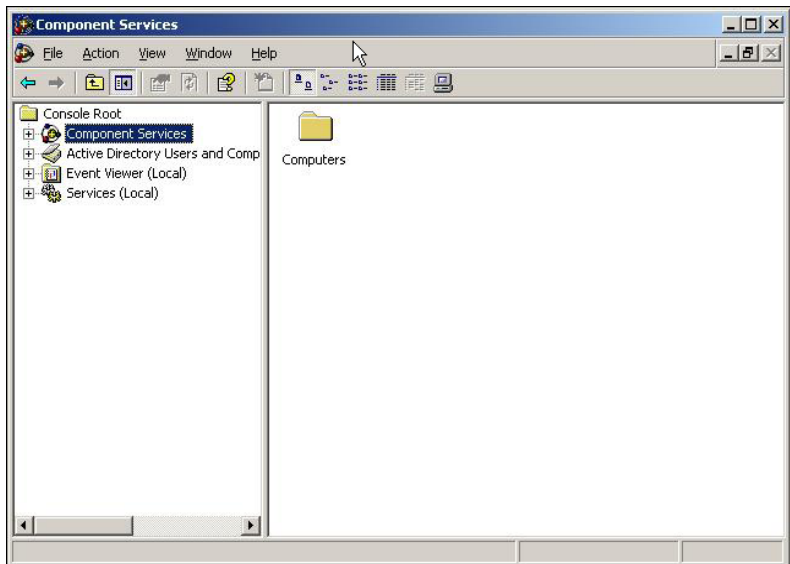 Component Services
File Action View Window Help
Console Root
Component Services
Active Directory Users and Comp
Event Viewer (Local)
Services (Local)
Computers